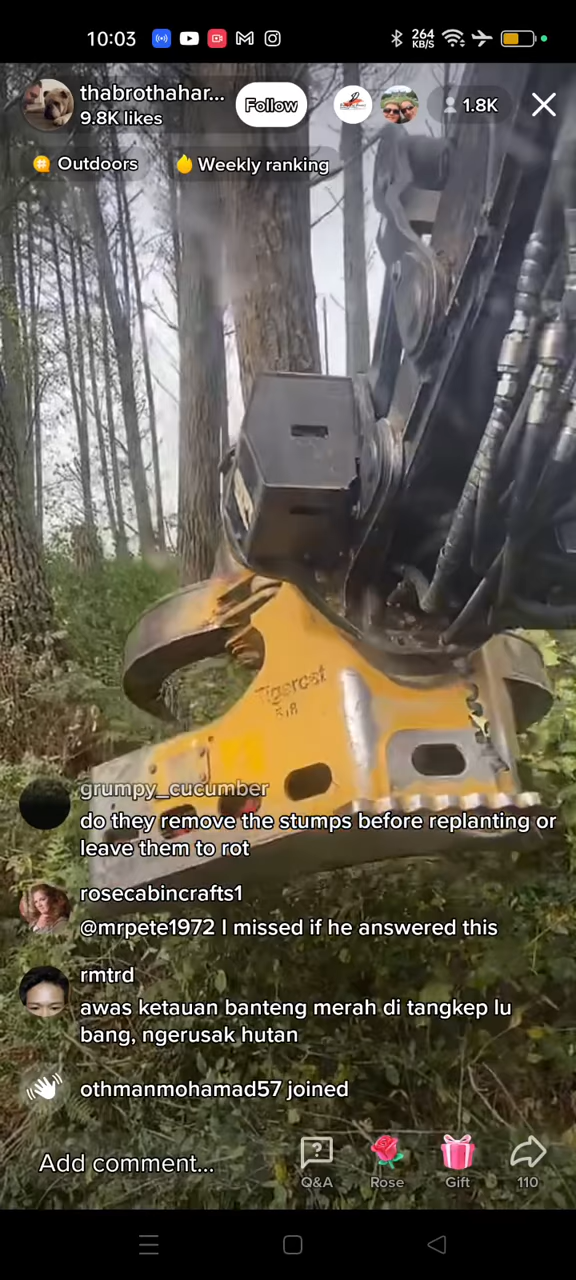 10:03
264
KB/S
thabrothahar...
9.8K likes
Follow
1.8K
Outdoors
Weekly ranking
Tigercat
grumpy_cucumber
do they remove the stumps before replanting or
leave them to rot
rosecabincrafts1
@mrpete1972 I missed if he answered this
rmtrd
awas ketauan banteng merah di tangkep lu
bang, ngerusak hutan
othmanmohamad57 joined
Add comment...
Q&A
Rose
Gift
110